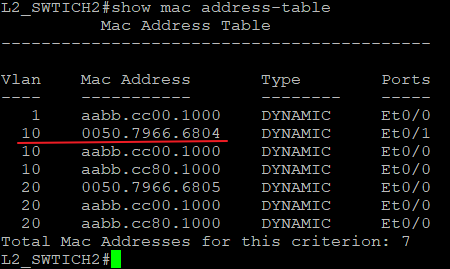 L2_SWTICH2#show mac address-table
Mac Address Table
-------------------------------------------
Vlan Mac Address Type Ports
---- ----------- -------- -----
1 aabb.cc00.1000 DYNAMIC Et0/0
10 0050.7966.6804 DYNAMIC Et0/1
10 aabb.cc00.1000 DYNAMIC Et0/0
10 aabb.cc80.1000 DYNAMIC Et0/0
20 0050.7966.6805 DYNAMIC Et0/0
20 aabb.cc00.1000 DYNAMIC Et0/0
20 aabb.cc80.1000 DYNAMIC Et0/0
Total Mac Addresses for this criterion: 7
L2_SWTICH2#